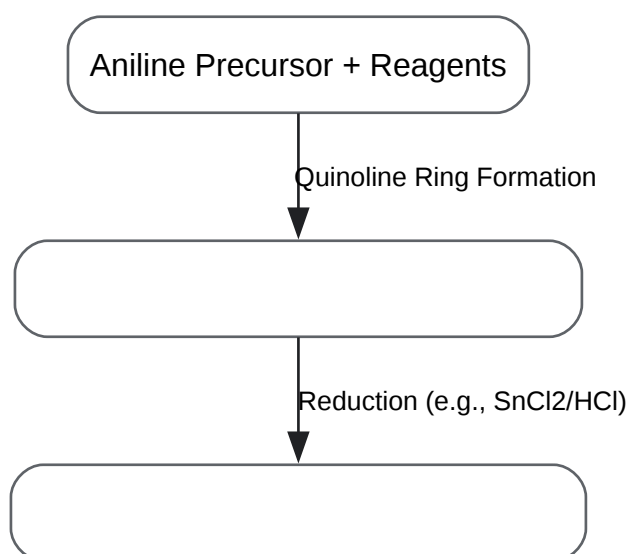 Aniline Precursor + Reagents
Quinoline Ring Formation
Reduction (e.g., SnCl2/HCl)